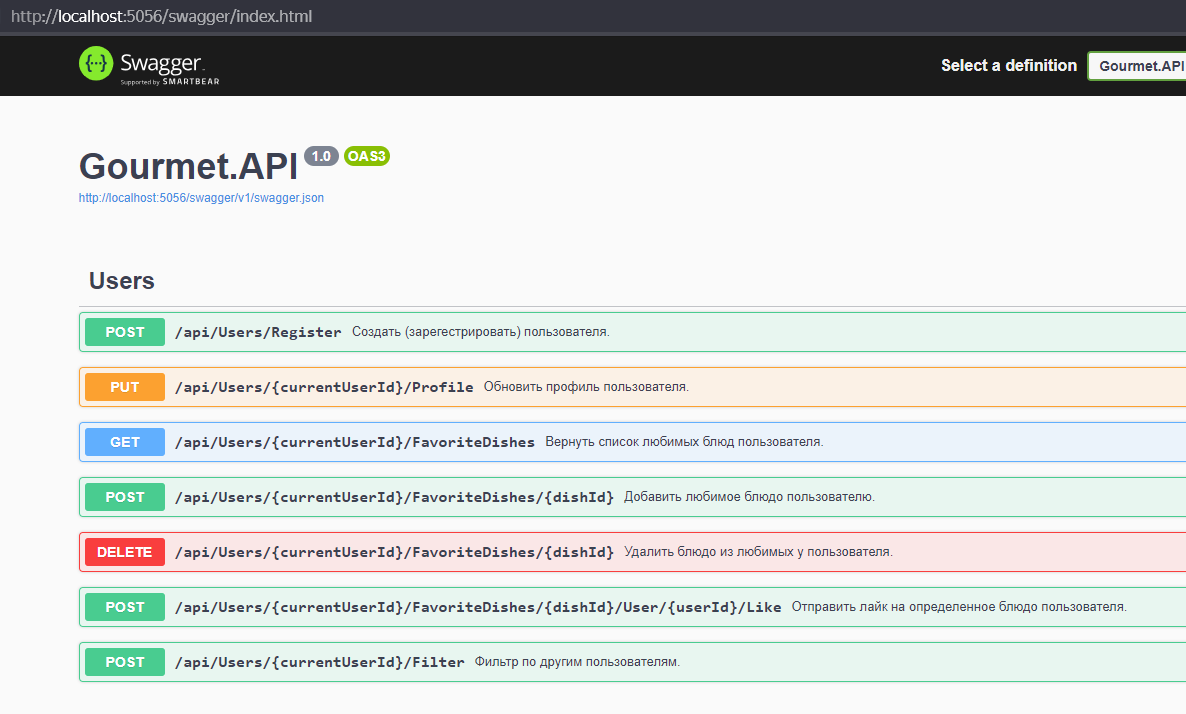 http://localhost:5056/swagger/index.html
{··} Swagger. Supported by SMARTBEAR
Select a definition Gourmet.API
Gourmet.API 1.0 OAS3
http://localhost:5056/swagger/v1/swagger.json
Users
POST /api/Users/Register Создать (зарегестрировать) пользователя.
PUT /api/Users/{currentUserId}/Profile Обновить профиль пользователя.
GET /api/Users/{currentUserId}/FavoriteDishes Вернуть список любимых блюд пользователя.
POST /api/Users/{currentUserId}/FavoriteDishes/{dishId} Добавить любимое блюдо пользователю.
DELETE /api/Users/{currentUserId}/FavoriteDishes/{dishId} Удалить блюдо из любимых у пользователя.
POST /api/Users/{currentUserId}/FavoriteDishes/{dishId}/User/{userId}/Like Отправить лайк на определенное блюдо пользователя.
POST /api/Users/{currentUserId}/Filter Фильтр по другим пользователям.